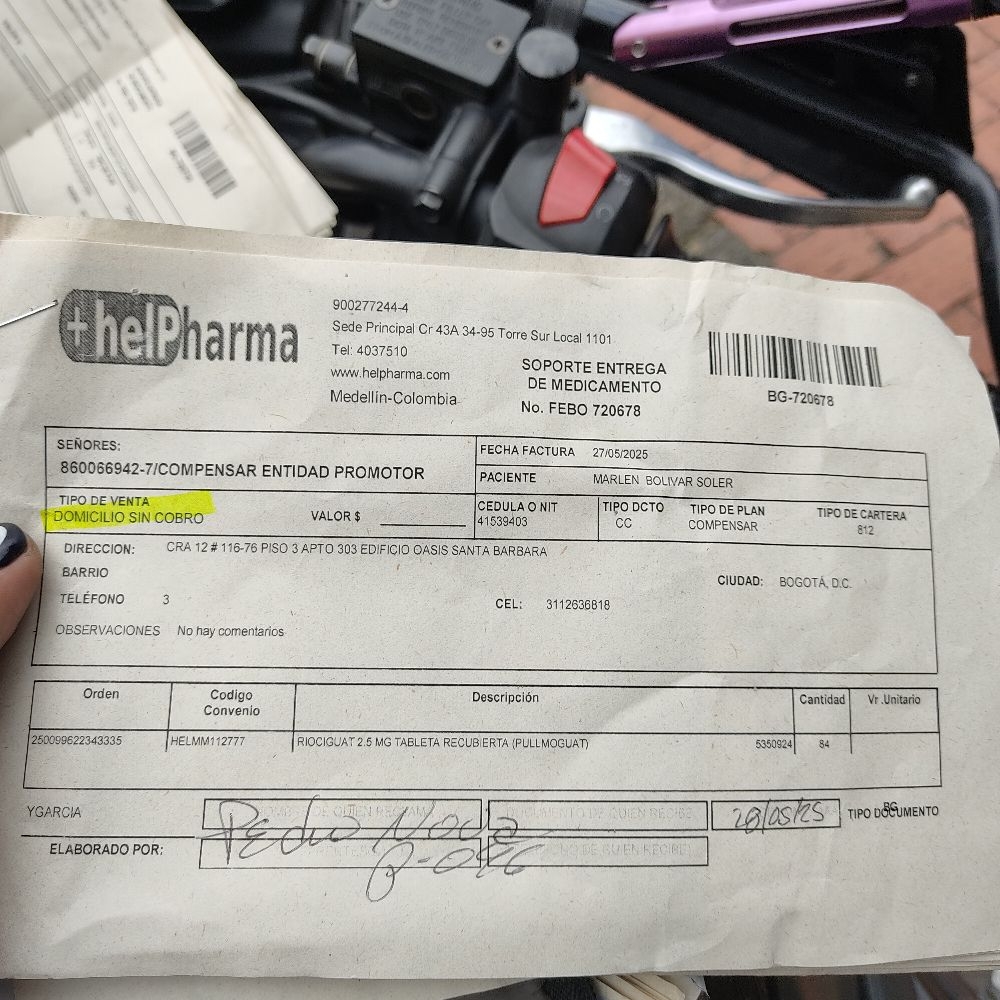 +helPharma
900277244-4
Sede Principal Cr 43A 34-95 Torre Sur Local 1101
Tel: 4037510
www.helpharma.com
Medellín-Colombia
SOPORTE ENTREGA
DE MEDICAMENTO
No. FEBO 720678
BG-720678
SEÑORES:
860066942-7/COMPENSAR ENTIDAD PROMOTOR
FECHA FACTURA 27/05/2025
PACIENTE MARLEN BOLIVAR SOLER
TIPO DE VENTA
DOMICILIO SIN COBRO
VALOR $
CEDULA O NIT
41539403
TIPO DCTO
CC
TIPO DE PLAN
COMPENSAR
TIPO DE CARTERA
812
DIRECCION: CRA 12 # 116-76 PISO 3 APTO 303 EDIFICIO OASIS SANTA BARBARA
BARRIO
CIUDAD: BOGOTÁ, D.C.
TELÉFONO 3
CEL: 3112636818
OBSERVACIONES No hay comentarios
Orden Codigo Convenio Descripción Cantidad Vr .Unitario
250099622343335 HELMM112777 RIOCIGUAT 2.5 MG TABLETA RECUBIERTA (PULLMOGUAT) 5350924 84
YGARCIA
Pedro Nova
28/05/25
TIPO DOCUMENTO
BG
ELABORADO POR: